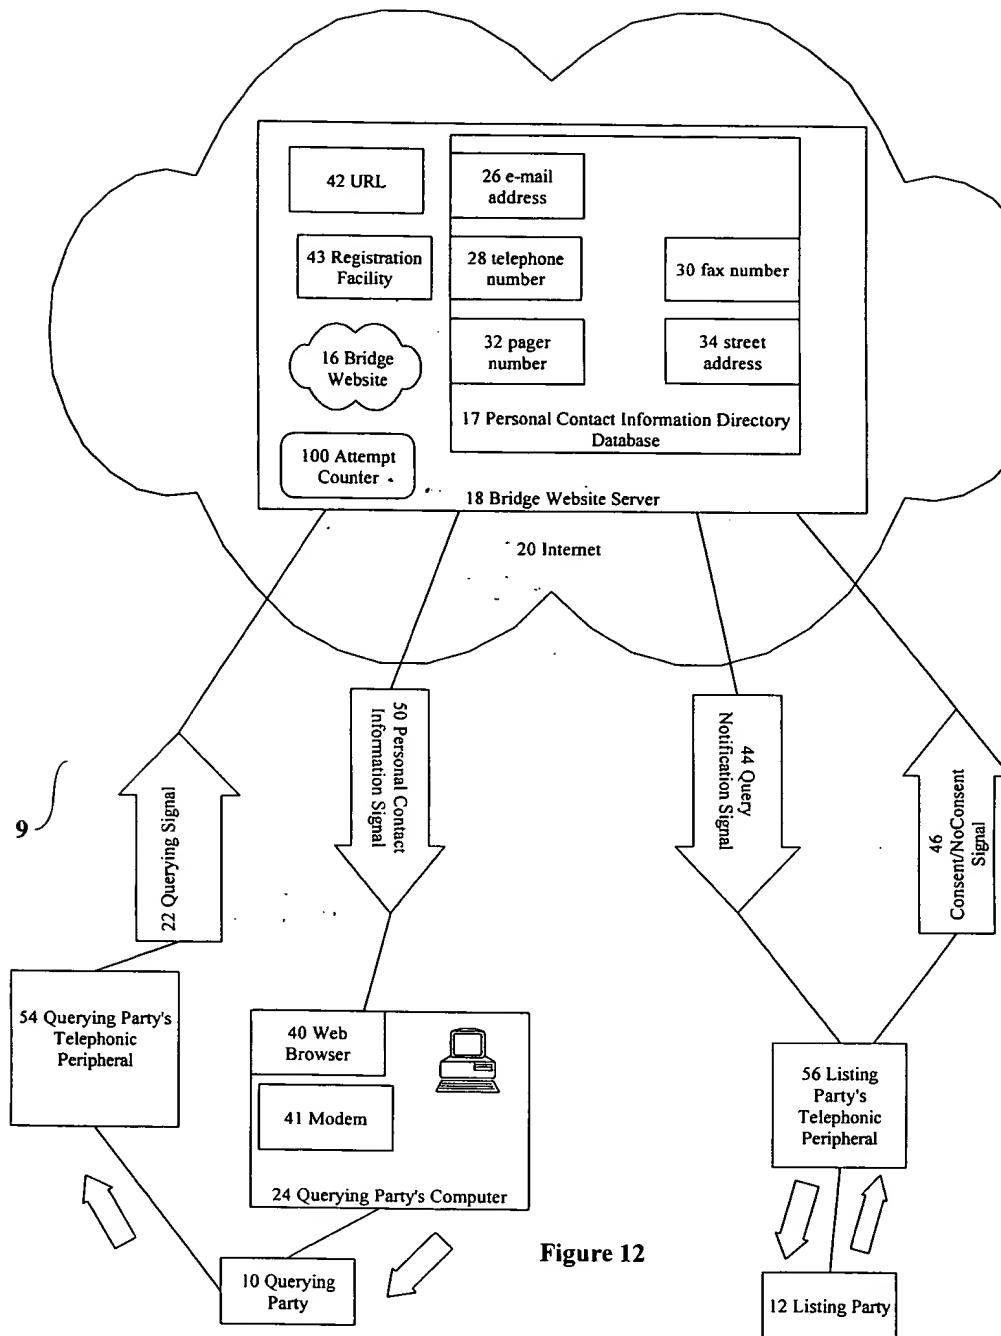 42 URL
26 e-mail
address
43 Registration
Facility
28 telephone
number
30 fax number
16 Bridge
Website
32 pager
number
34 street
address
17 Personal Contact Information Directory
Database
100 Attempt
Counter
18 Bridge Website Server
20 Internet
22 Querying Signal
50 Personal Contact
Information Signal
44 Query
Notification Signal
46
Consent/NoConsent
Signal
9
54 Querying Party's
Telephonic
Peripheral
40 Web
Browser
41 Modem
24 Querying Party's Computer
56 Listing
Party's
Telephonic
Peripheral
10 Querying
Party
Figure 12
12 Listing Party